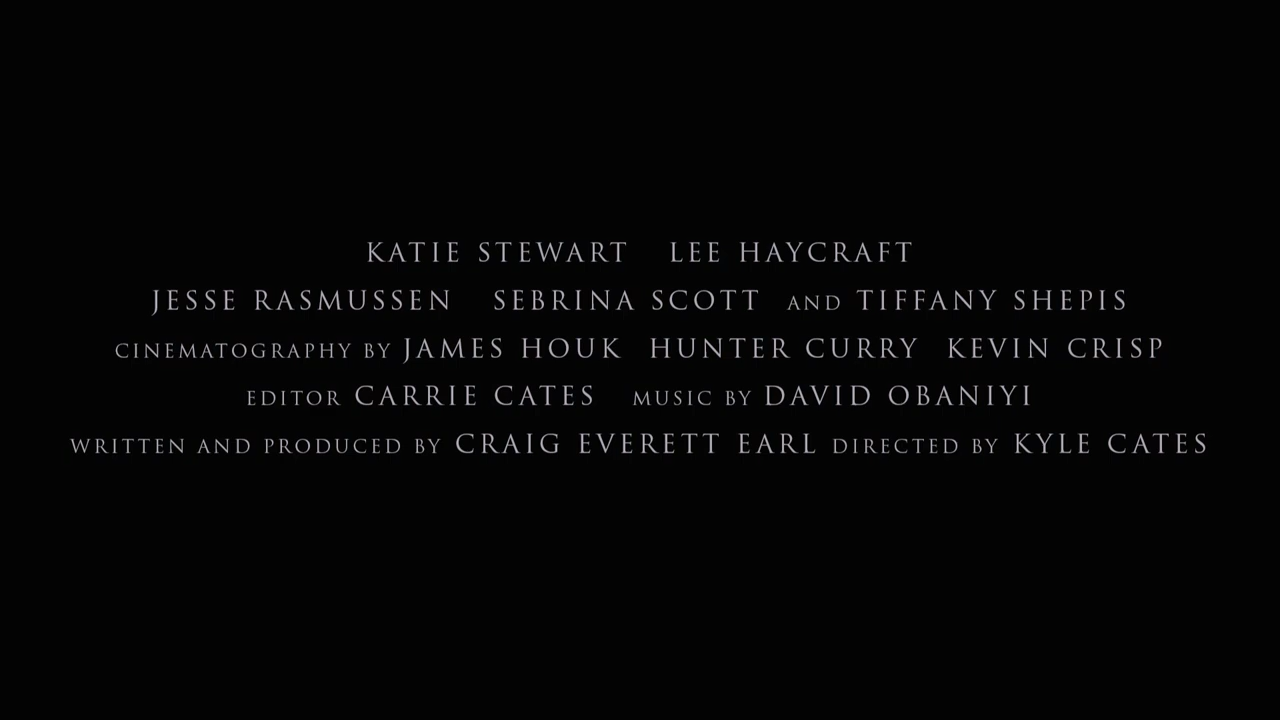 KATIE STEWART LEE HAYCRAFT
JESSE RASMUSSEN SEBRINA SCOTT AND TIFFANY SHEPIS
CINEMATOGRAPHY BY JAMES HOUK HUNTER CURRY KEVIN CRISP
EDITOR CARRIE CATES MUSIC BY DAVID OBANIYI
WRITTEN AND PRODUCED BY CRAIG EVERETT EARL DIRECTED BY KYLE CATES